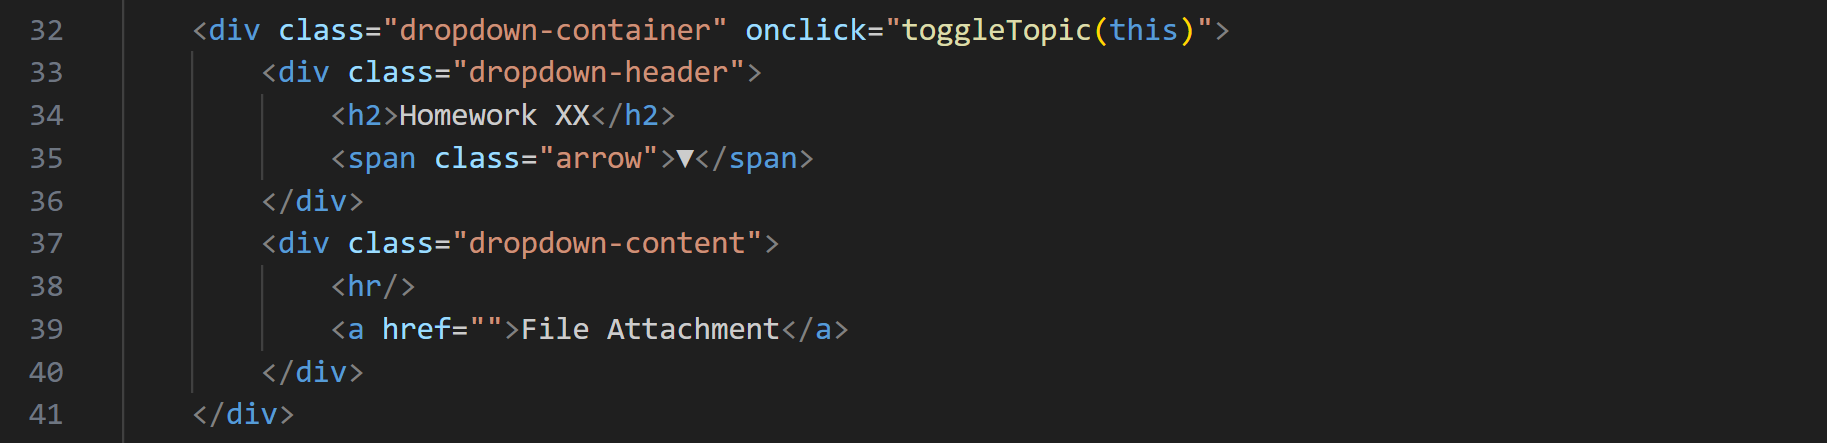 32 <div class="dropdown-container" onclick="toggleTopic(this)">
33 <div class="dropdown-header">
34 <h2>Homework XX</h2>
35 <span class="arrow">▼</span>
36 </div>
37 <div class="dropdown-content">
38 <hr/>
39 <a href="">File Attachment</a>
40 </div>
41 </div>